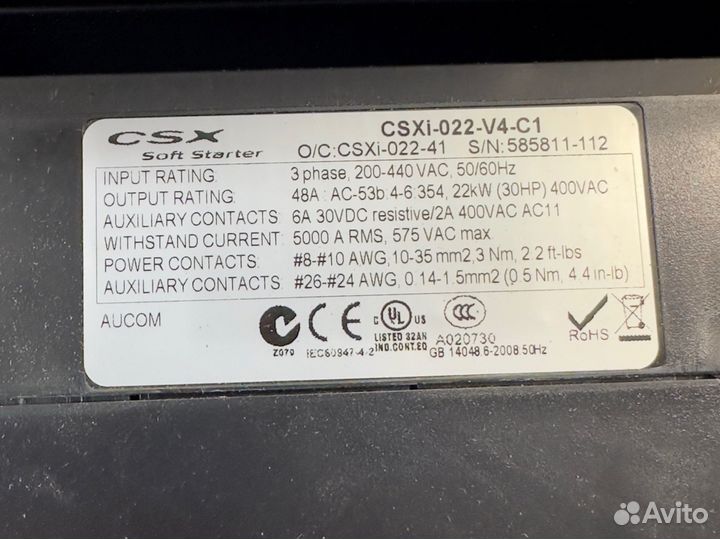 CSX
Soft Starter
CSXi-022-V4-C1
O/C:CSXi-022-41 S/N:585811-112
INPUT RATING: 3 phase, 200-440 VAC, 50/60Hz
OUTPUT RATING: 48A : AC-53b:4-6:354, 22kW (30HP) 400VAC
AUXILIARY CONTACTS: 6A 30VDC resistive/2A 400VAC AC11
WITHSTAND CURRENT: 5000 A RMS, 575 VAC max
POWER CONTACTS: #8-#10 AWG, 10-35 mm2,3 Nm, 2.2 ft-lbs
AUXILIARY CONTACTS: #26-#24 AWG, 0.14-1.5mm2 (0.5 Nm, 4.4 in-lb)
AUCOM
CE
C UL US
CCC
RoHS
Z079 IEC60947-4-2 LISTED 32AN
IND.CONT.EQ
A020730
GB 14048.6-2008.50Hz
Avito